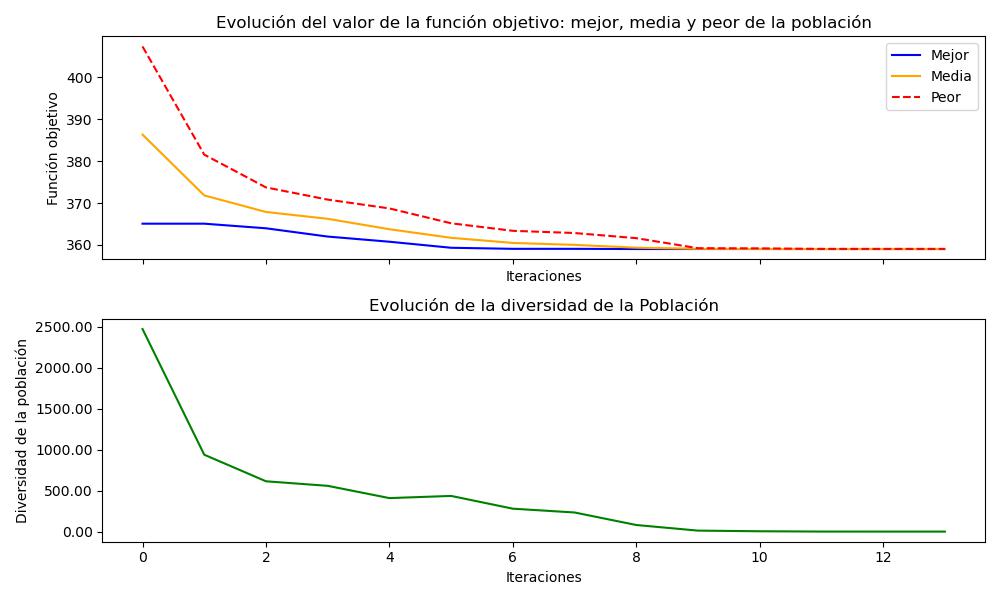 Evolución del valor de la función objetivo: mejor, media y peor de la población
Función objetivo
400
390
380
370
360
Mejor
Media
Peor
Iteraciones
Evolución de la diversidad de la Población
Diversidad de la población
2500.00
2000.00
1500.00
1000.00
500.00
0.00
0 2 4 6 8 10 12
Iteraciones